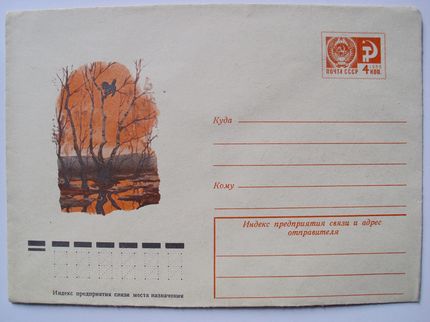 ПОЧТА СССР 4 КОП.
Куда
Кому
Индекс предприятия связи и адрес
отправителя
Индекс предприятия связи места назначения